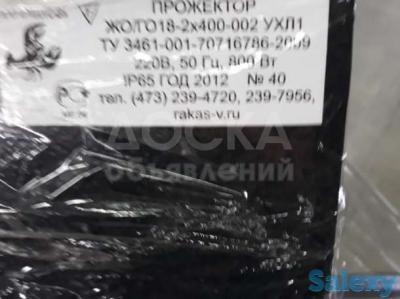 ПРОЖЕКТОР
ЖО/ГО18-2х400-002 УХЛ1
ТУ 3461-001-70716786-2009
220В, 50 Гц, 800 Вт
IP65 ГОД 2012 № 40
тел. (473) 239-4720, 239-7956,
rakas-v.ru
ДОСКА
объявлений
Salexy